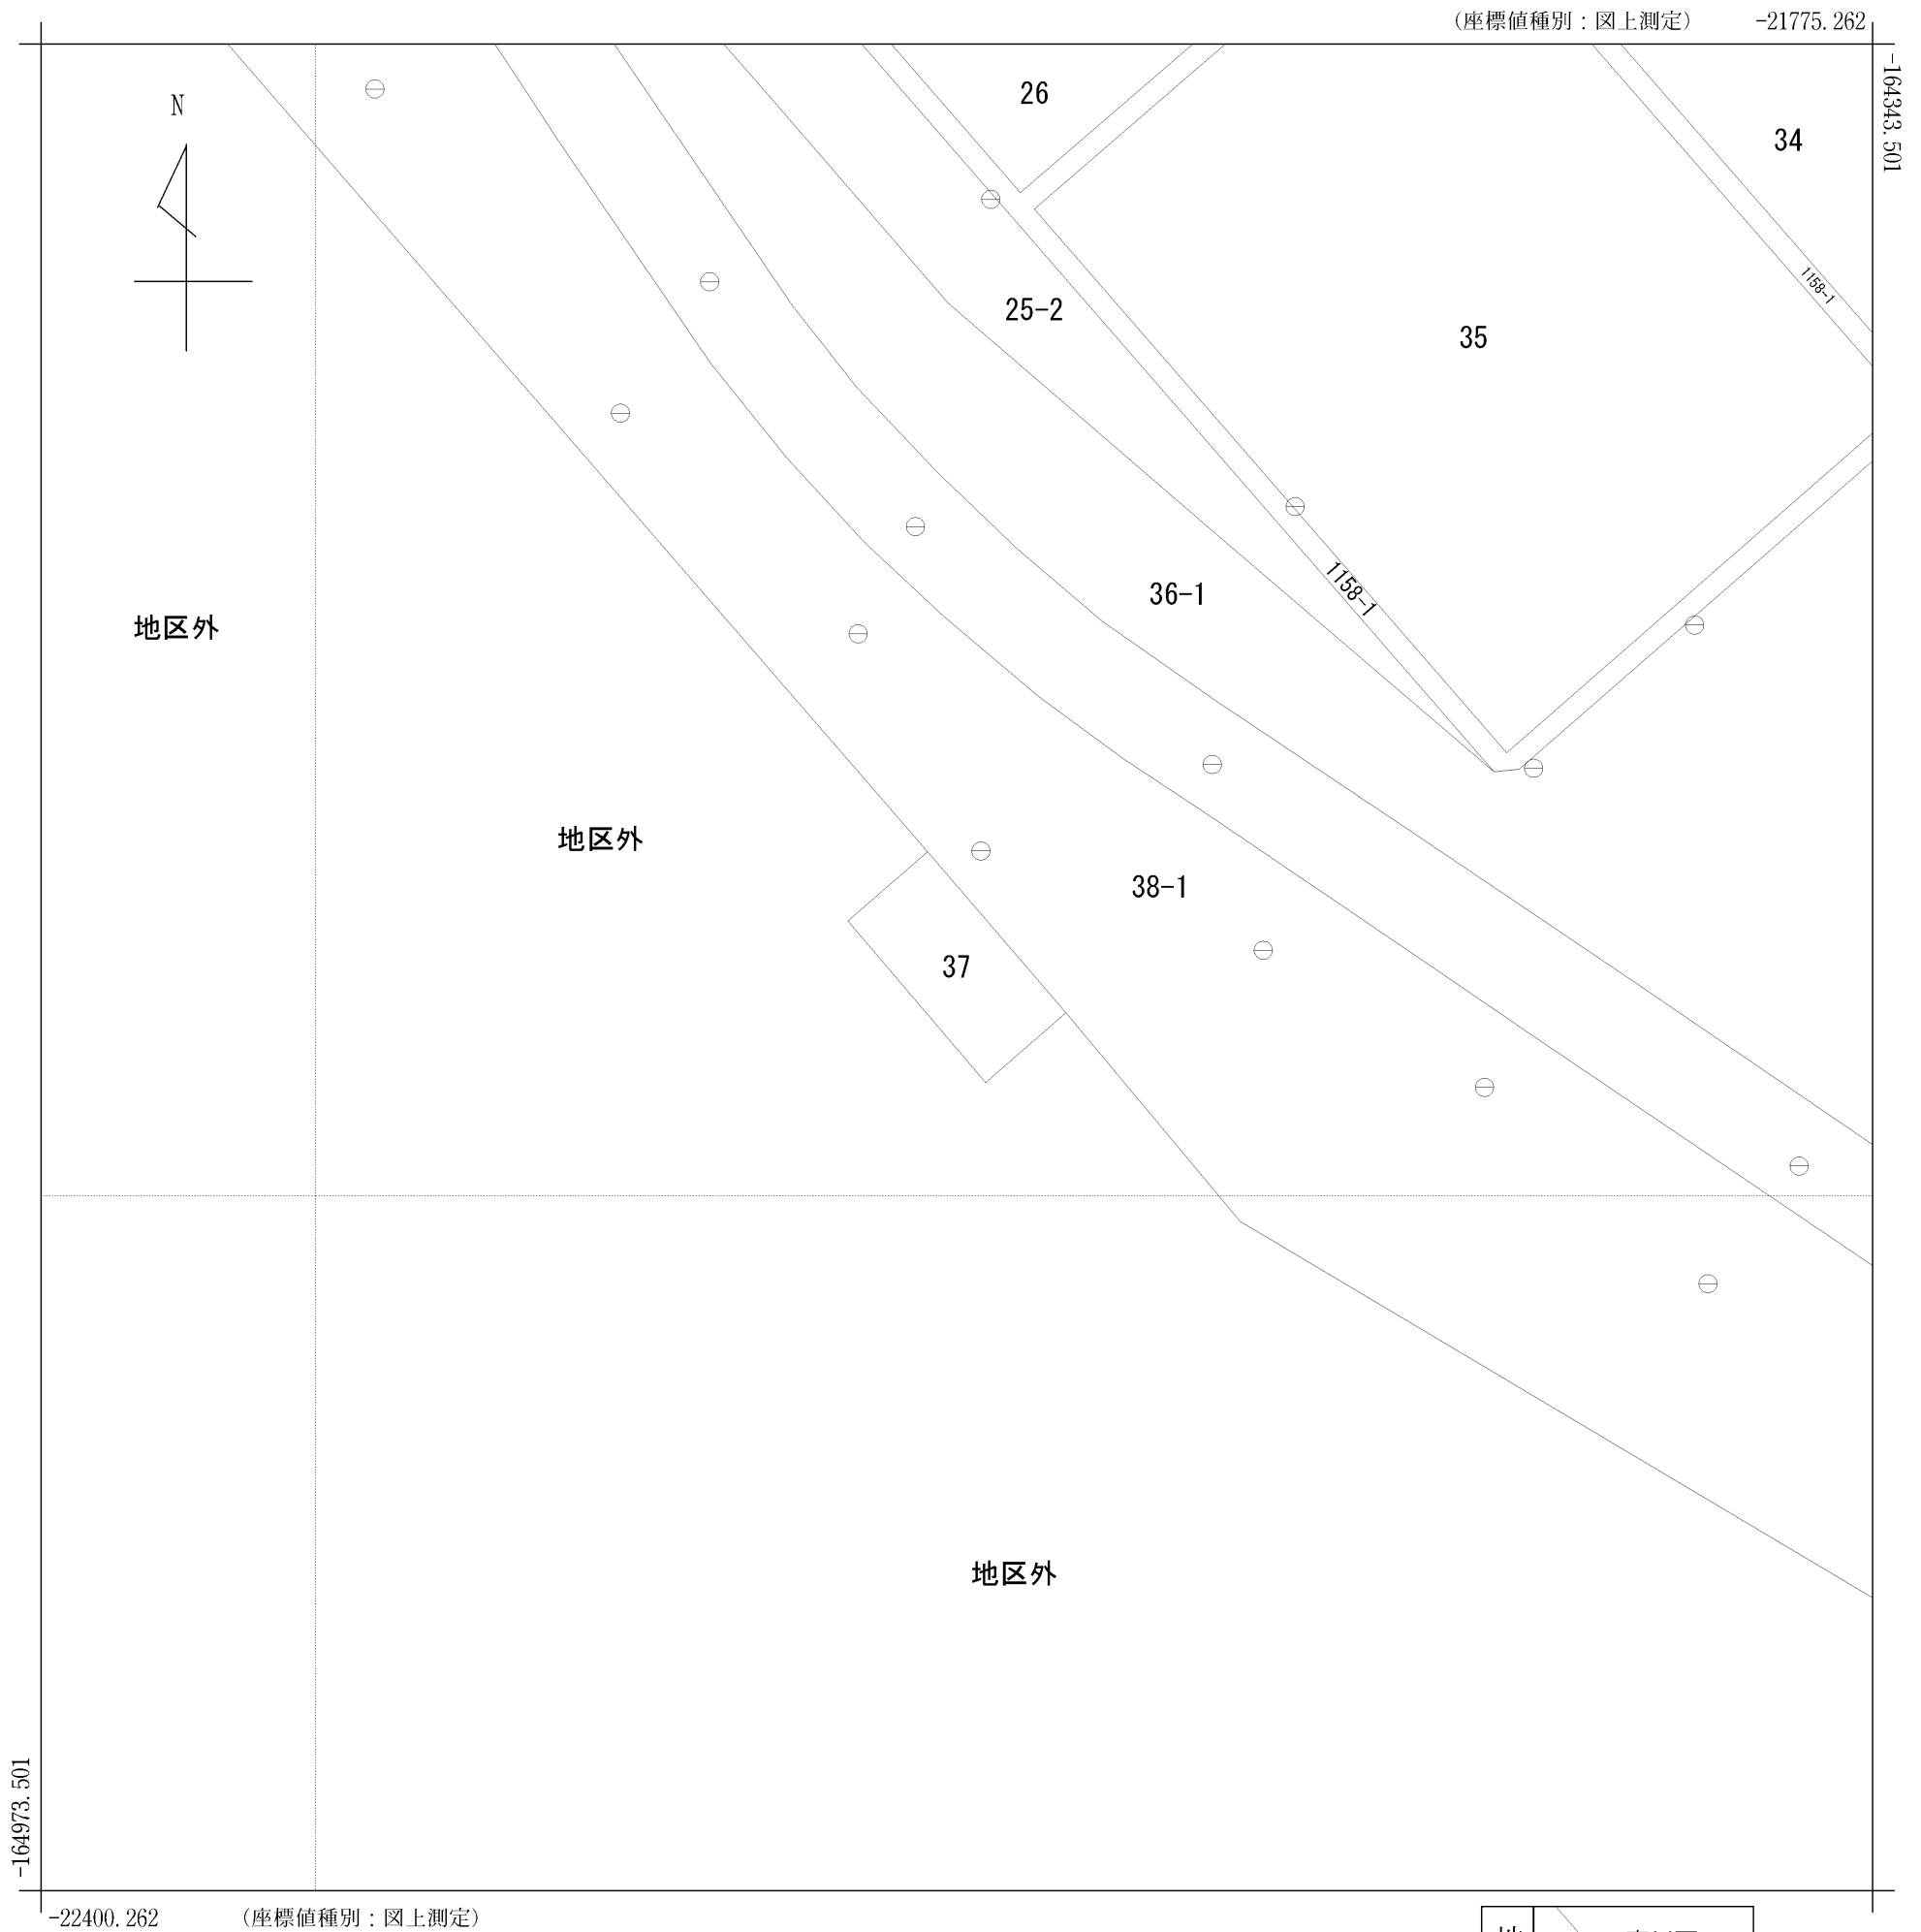 （座標値種別：図上測定） -21775.262
-164343.501
N
26
34
1158-1
25-2
35
36-1
1158-1
地区外
地区外
38-1
37
地区外
-164973.501
-22400.262 （座標値種別：図上測定）